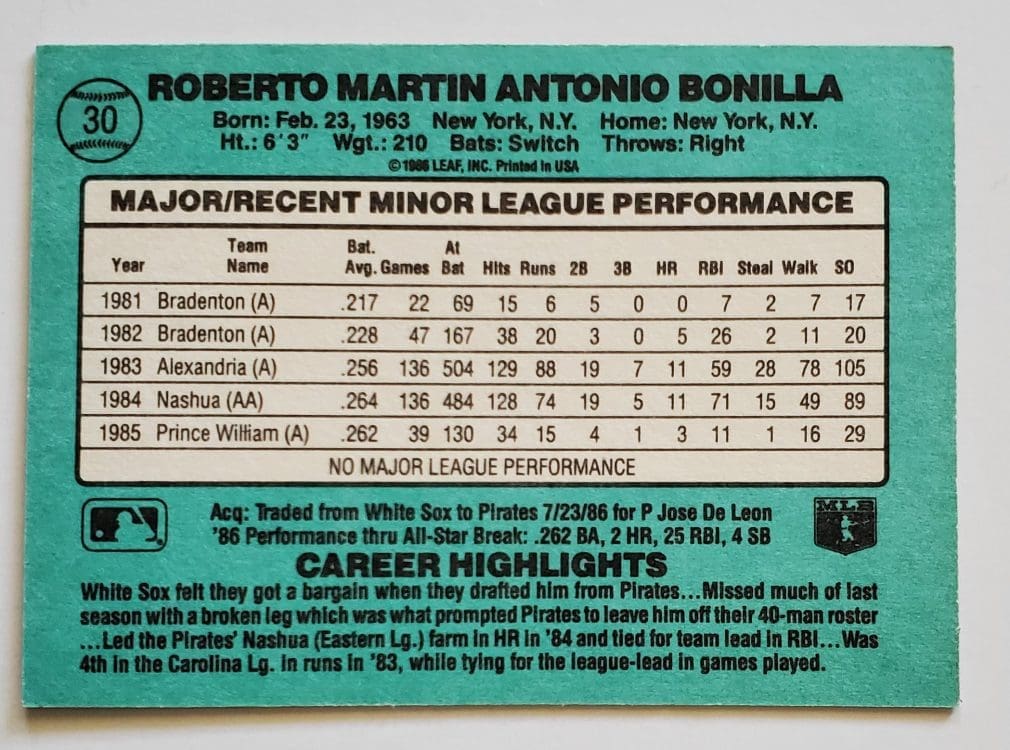 ROBERTO MARTIN ANTONIO BONILLA
30
Born: Feb. 23, 1963 New York, N.Y. Home: New York, N.Y.
Ht.: 6'3" Wgt.: 210 Bats: Switch Throws: Right
©1986 LEAF, INC. Printed in USA
MAJOR/RECENT MINOR LEAGUE PERFORMANCE
Year Team Name Bat. Avg. Games At Bat Hits Runs 2B 3B HR RBI Steal Walk SO
1981 Bradenton (A) .217 22 69 15 6 5 0 0 7 2 7 17
1982 Bradenton (A) .228 47 167 38 20 3 0 5 26 2 11 20
1983 Alexandria (A) .256 136 504 129 88 19 7 11 59 28 78 105
1984 Nashua (AA) .264 136 484 128 74 19 5 11 71 15 49 89
1985 Prince William (A) .262 39 130 34 15 4 1 3 11 1 16 29
NO MAJOR LEAGUE PERFORMANCE
Acq: Traded from White Sox to Pirates 7/23/86 for P Jose De Leon
'86 Performance thru All-Star Break: .262 BA, 2 HR, 25 RBI, 4 SB
MLB
CAREER HIGHLIGHTS
White Sox felt they got a bargain when they drafted him from Pirates...Missed much of last
season with a broken leg which was what prompted Pirates to leave him off their 40-man roster
...Led the Pirates' Nashua (Eastern Lg.) farm in HR in '84 and tied for team lead in RBI...Was
4th in the Carolina Lg. in runs in '83, while tying for the league-lead in games played.